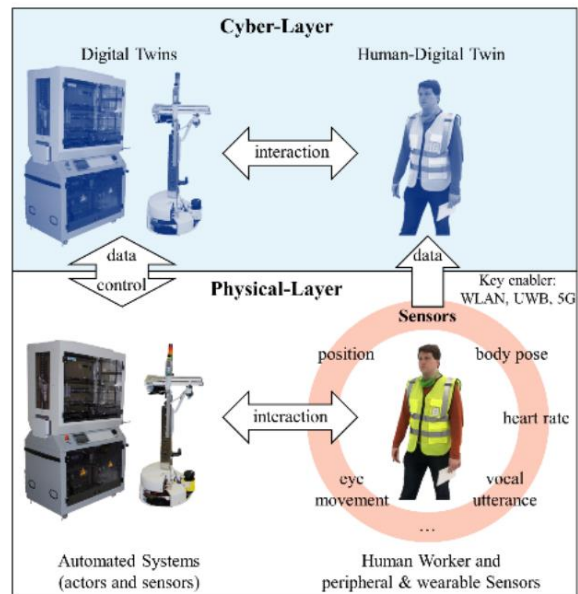 Cyber-Layer
Digital Twins
Human-Digital Twin
interaction
data
control
data
Physical-Layer
Key enabler:
WLAN, UWB, 5G
Sensors
position
body pose
interaction
heart rate
eye
movement
vocal
utterance
...
Automated Systems
(actors and sensors)
Human Worker and
peripheral & wearable Sensors